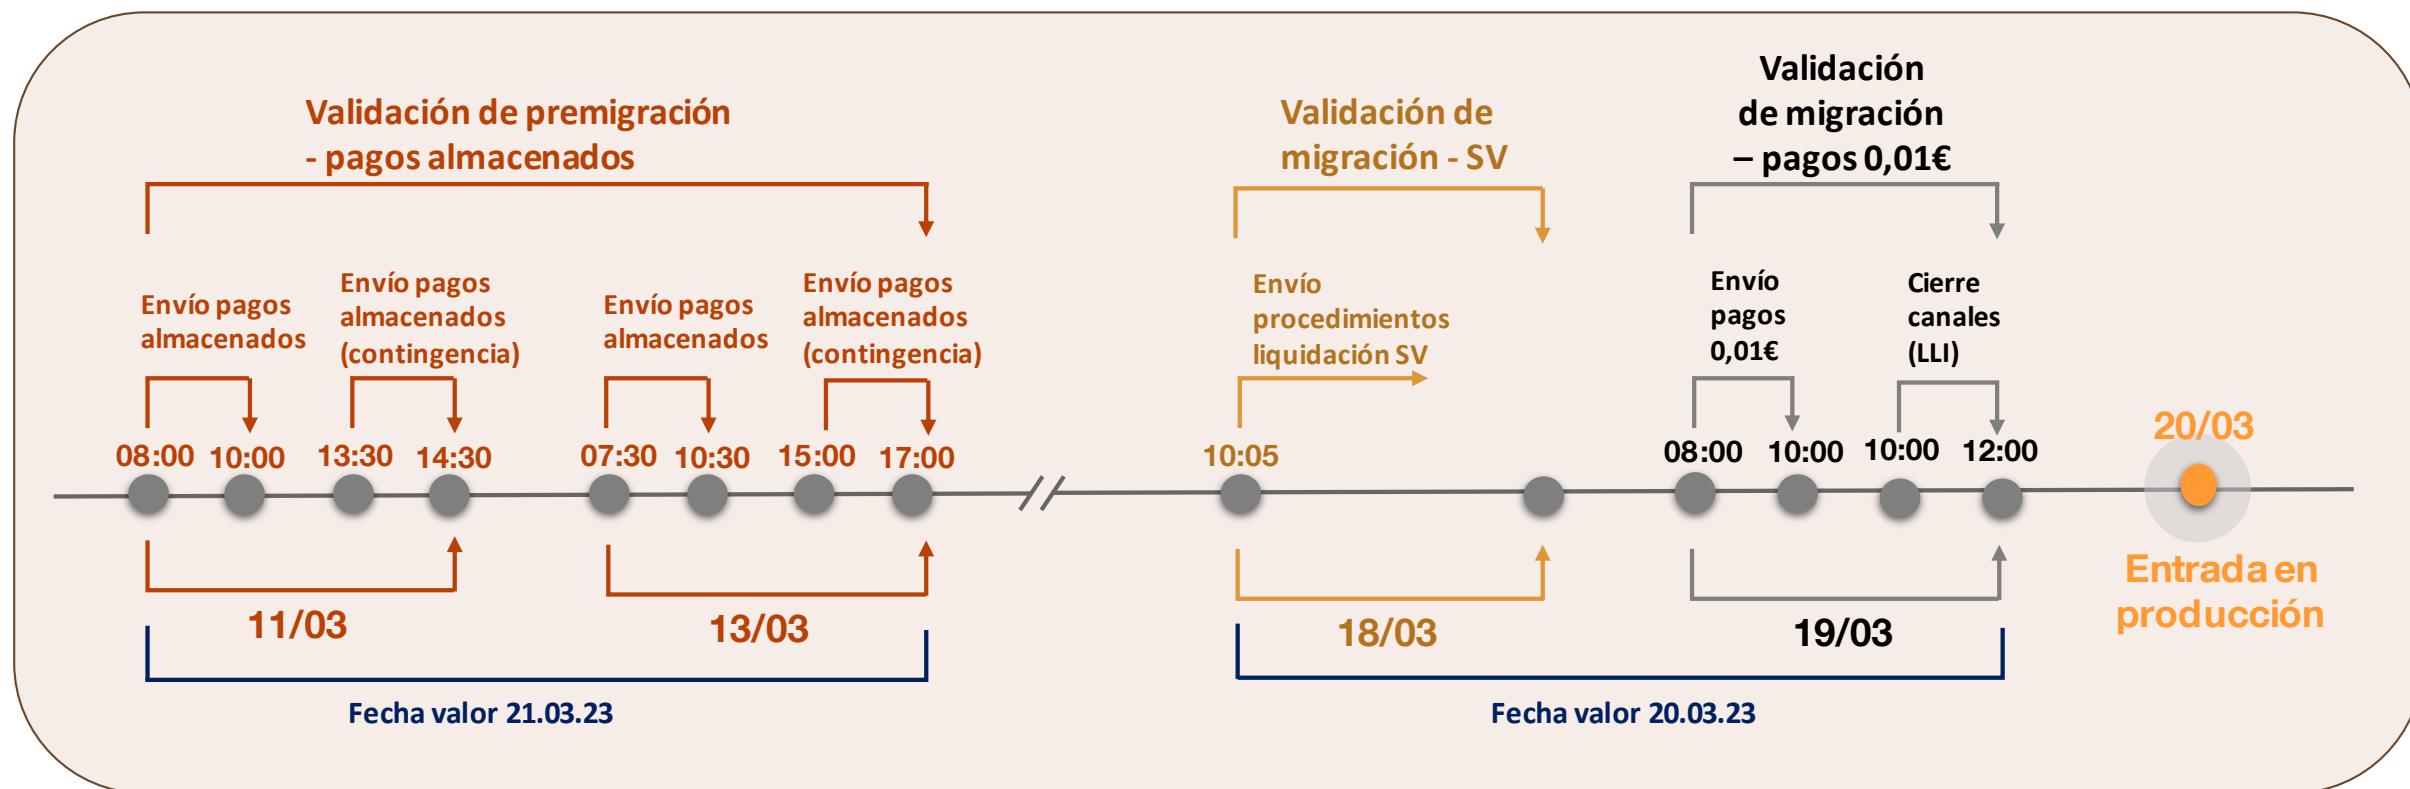 Validación de premigración
- pagos almacenados
Validación de
migración - SV
Validación
de migración
– pagos 0,01€
Envío pagos
almacenados
Envío pagos
almacenados
(contingencia)
Envío pagos
almacenados
Envío pagos
almacenados
(contingencia)
Envío
procedimientos
liquidación SV
Envío
pagos
0,01€
Cierre
canales
(LLI)
08:00
10:00
13:30
14:30
07:30
10:30
15:00
17:00
10:05
08:00
10:00
10:00
12:00
20/03
Entrada en
producción
11/03
13/03
18/03
19/03
Fecha valor 21.03.23
Fecha valor 20.03.23